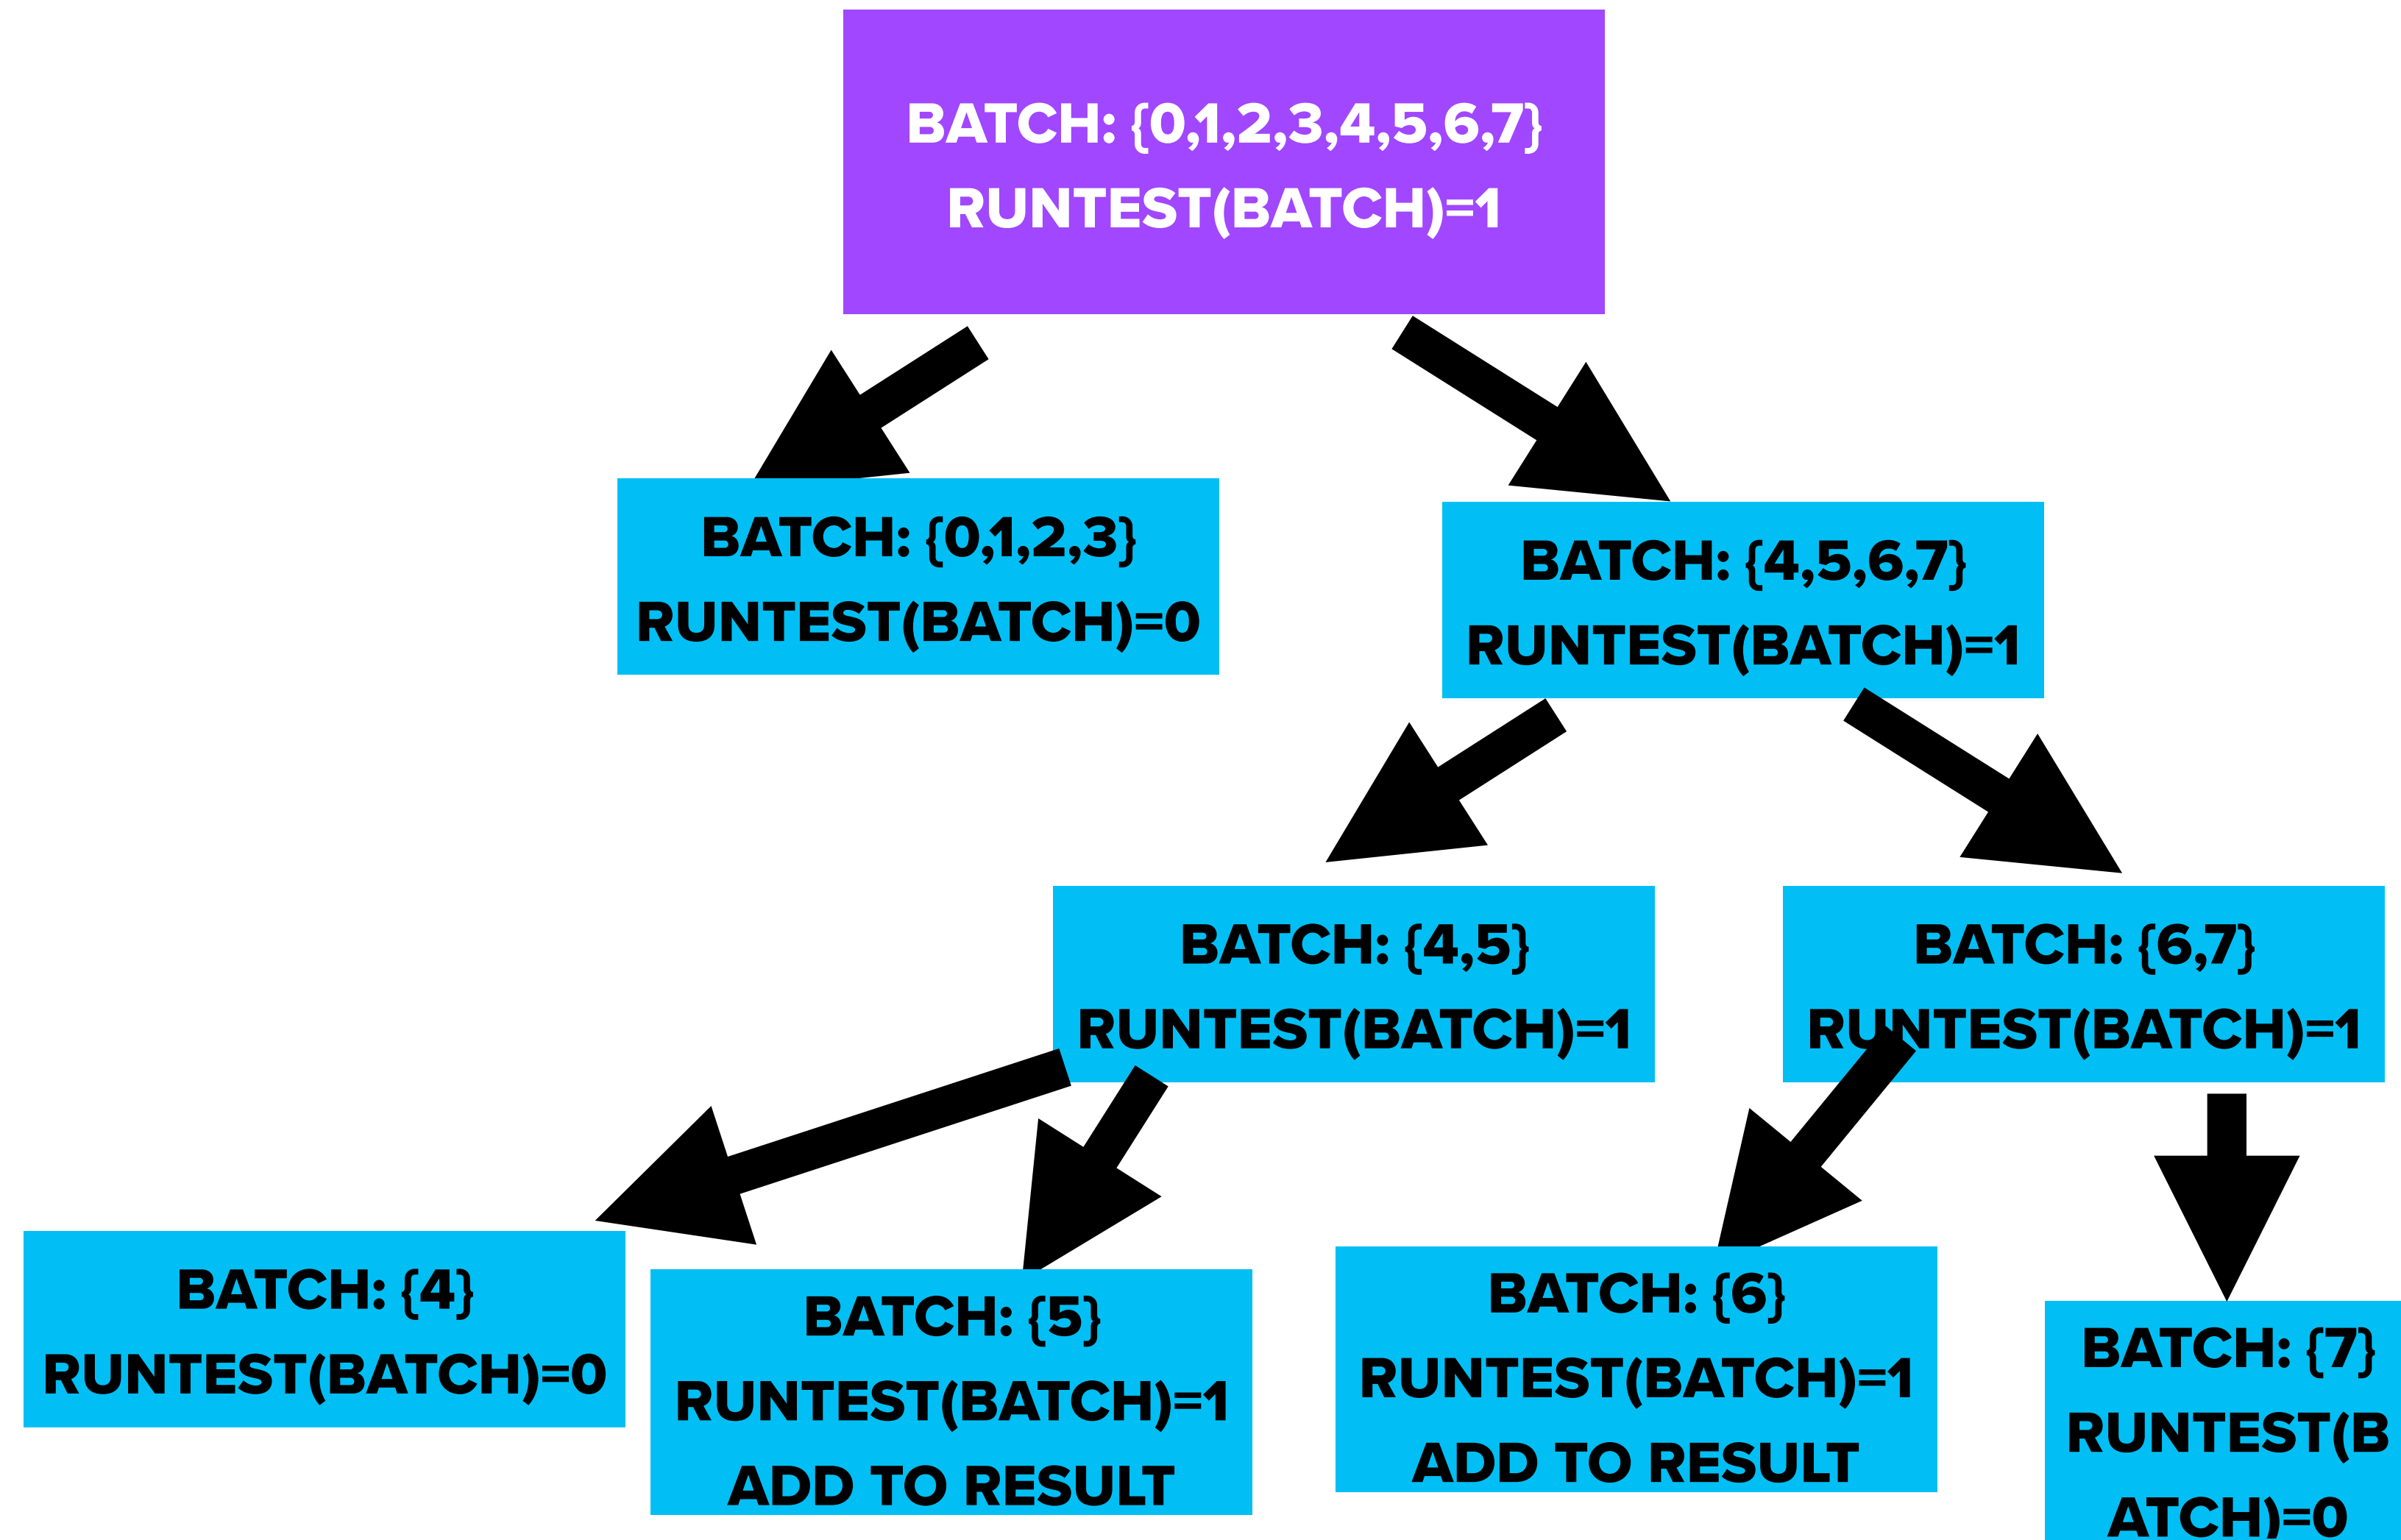 BATCH: {0,1,2,3,4,5,6,7}
RUNTEST(BATCH)=1
BATCH: {0,1,2,3}
RUNTEST(BATCH)=0
BATCH: {4,5,6,7}
RUNTEST(BATCH)=1
BATCH: {4,5}
RUNTEST(BATCH)=1
BATCH: {6,7}
RUNTEST(BATCH)=1
BATCH: {4}
RUNTEST(BATCH)=0
BATCH: {5}
RUNTEST(BATCH)=1
ADD TO RESULT
BATCH: {6}
RUNTEST(BATCH)=1
ADD TO RESULT
BATCH: {7}
RUNTEST(B
ATCH)=0